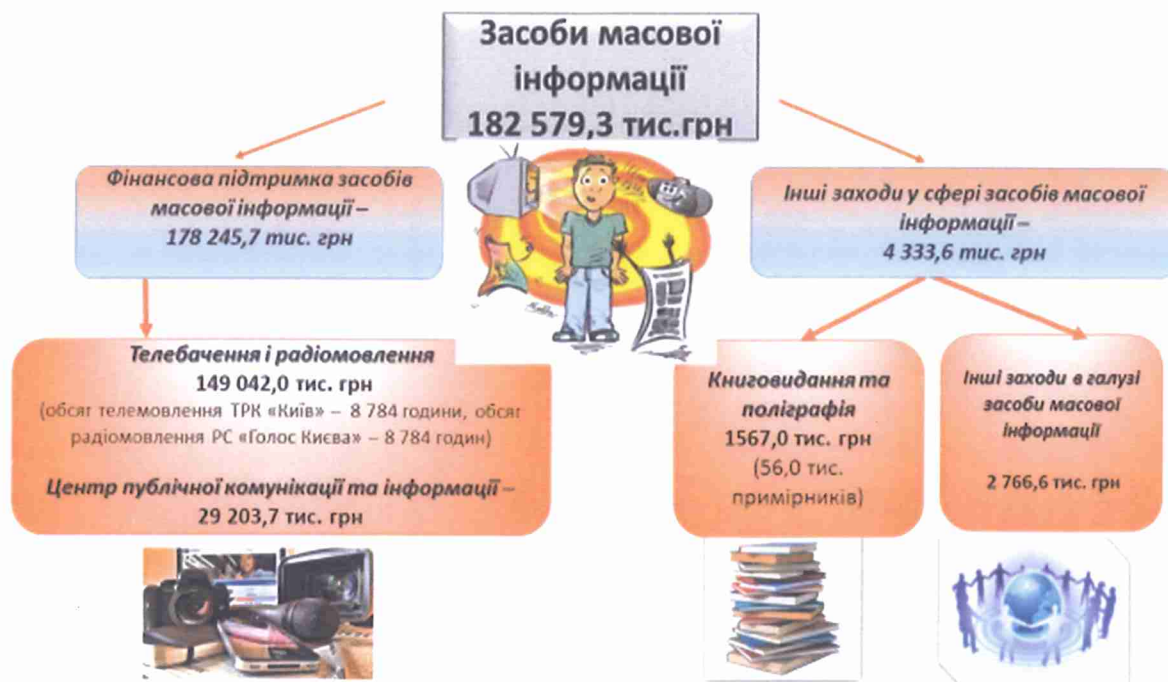 Засоби масової
інформації
182 579,3 тис.грн
Фінансова підтримка засобів
масової інформації –
178 245,7 тис. грн
Інші заходи у сфері засобів масової
інформації –
4 333,6 тис. грн
Телебачення і радіомовлення
149 042,0 тис. грн
(обсяг телемовлення ТРК «Київ» – 8 784 години, обсяг
радіомовлення РС «Голос Києва» – 8 784 годин)
Центр публічної комунікації та інформації –
29 203,7 тис. грн
Книговидання та
поліграфія
1567,0 тис. грн
(56,0 тис.
примірників)
Інші заходи в галузі
засоби масової
інформації
2 766,6 тис. грн